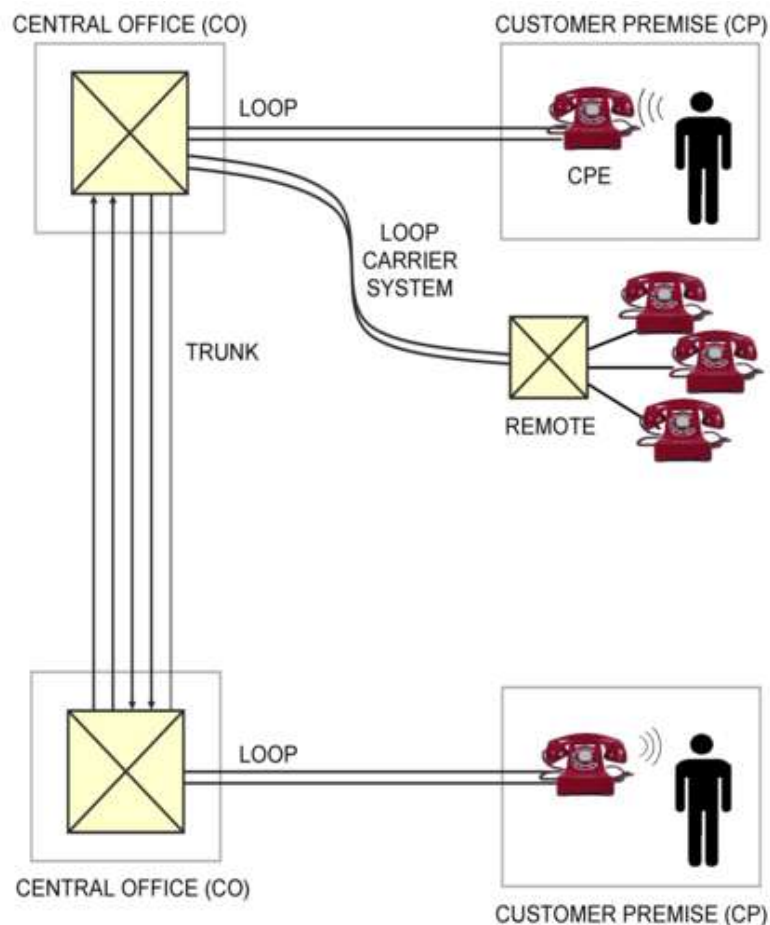 CENTRAL OFFICE (CO)
CUSTOMER PREMISE (CP)
LOOP
CPE
LOOP
CARRIER
SYSTEM
TRUNK
REMOTE
LOOP
CENTRAL OFFICE (CO)
CUSTOMER PREMISE (CP)